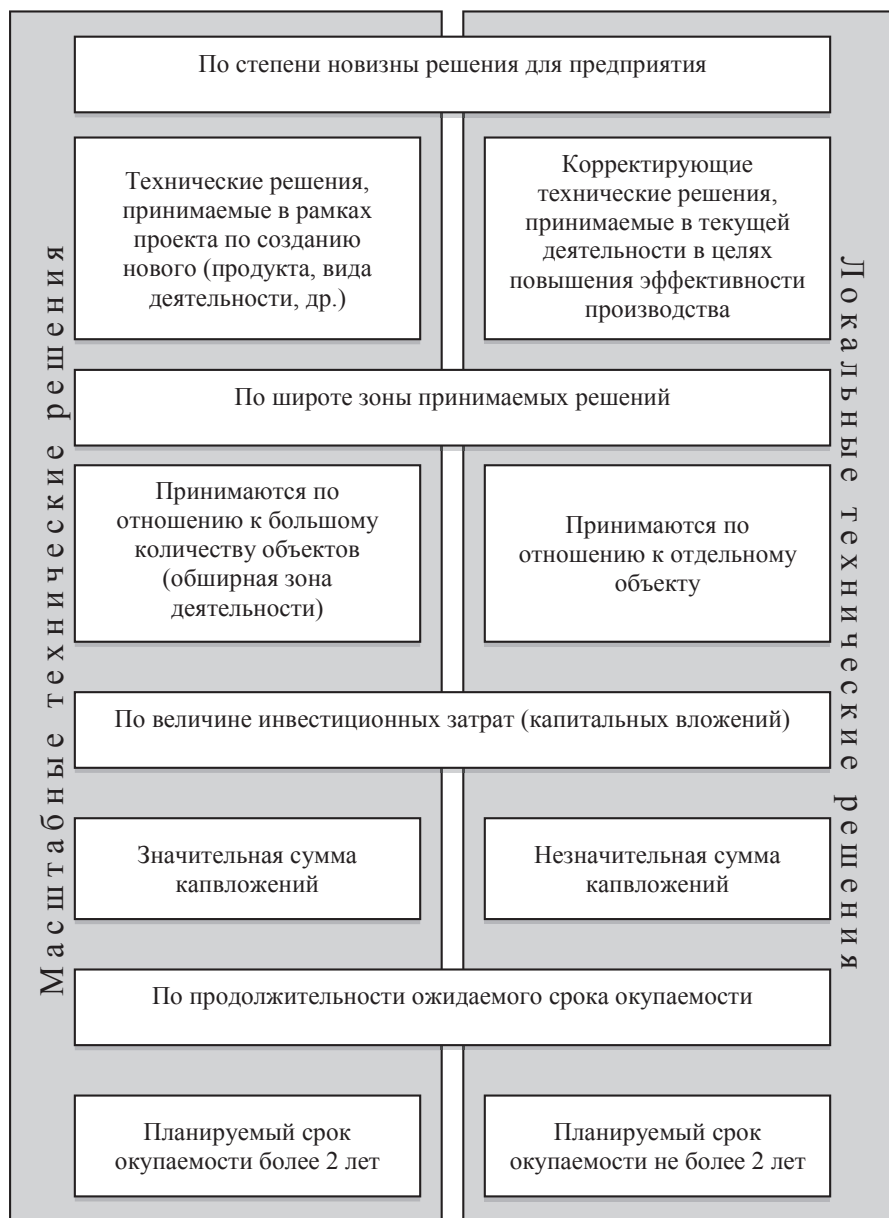 По степени новизны решения для предприятия
Технические решения,
принимаемые в рамках
проекта по созданию
нового (продукта, вида
деятельности, др.)
Корректирующие
технические решения,
принимаемые в текущей
деятельности в целях
повышения эффективности
производства
По широте зоны принимаемых решений
Принимаются по
отношению к большому
количеству объектов
(обширная зона
деятельности)
Принимаются по
отношению к отдельному
объекту
По величине инвестиционных затрат (капитальных вложений)
Значительная сумма
капвложений
Незначительная сумма
капвложений
По продолжительности ожидаемого срока окупаемости
Планируемый срок
окупаемости более 2 лет
Планируемый срок
окупаемости не более 2 лет
Масштабные технические решения
Локальные технические решения